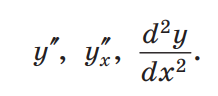 y″, y″ₓ, d²y/dx².